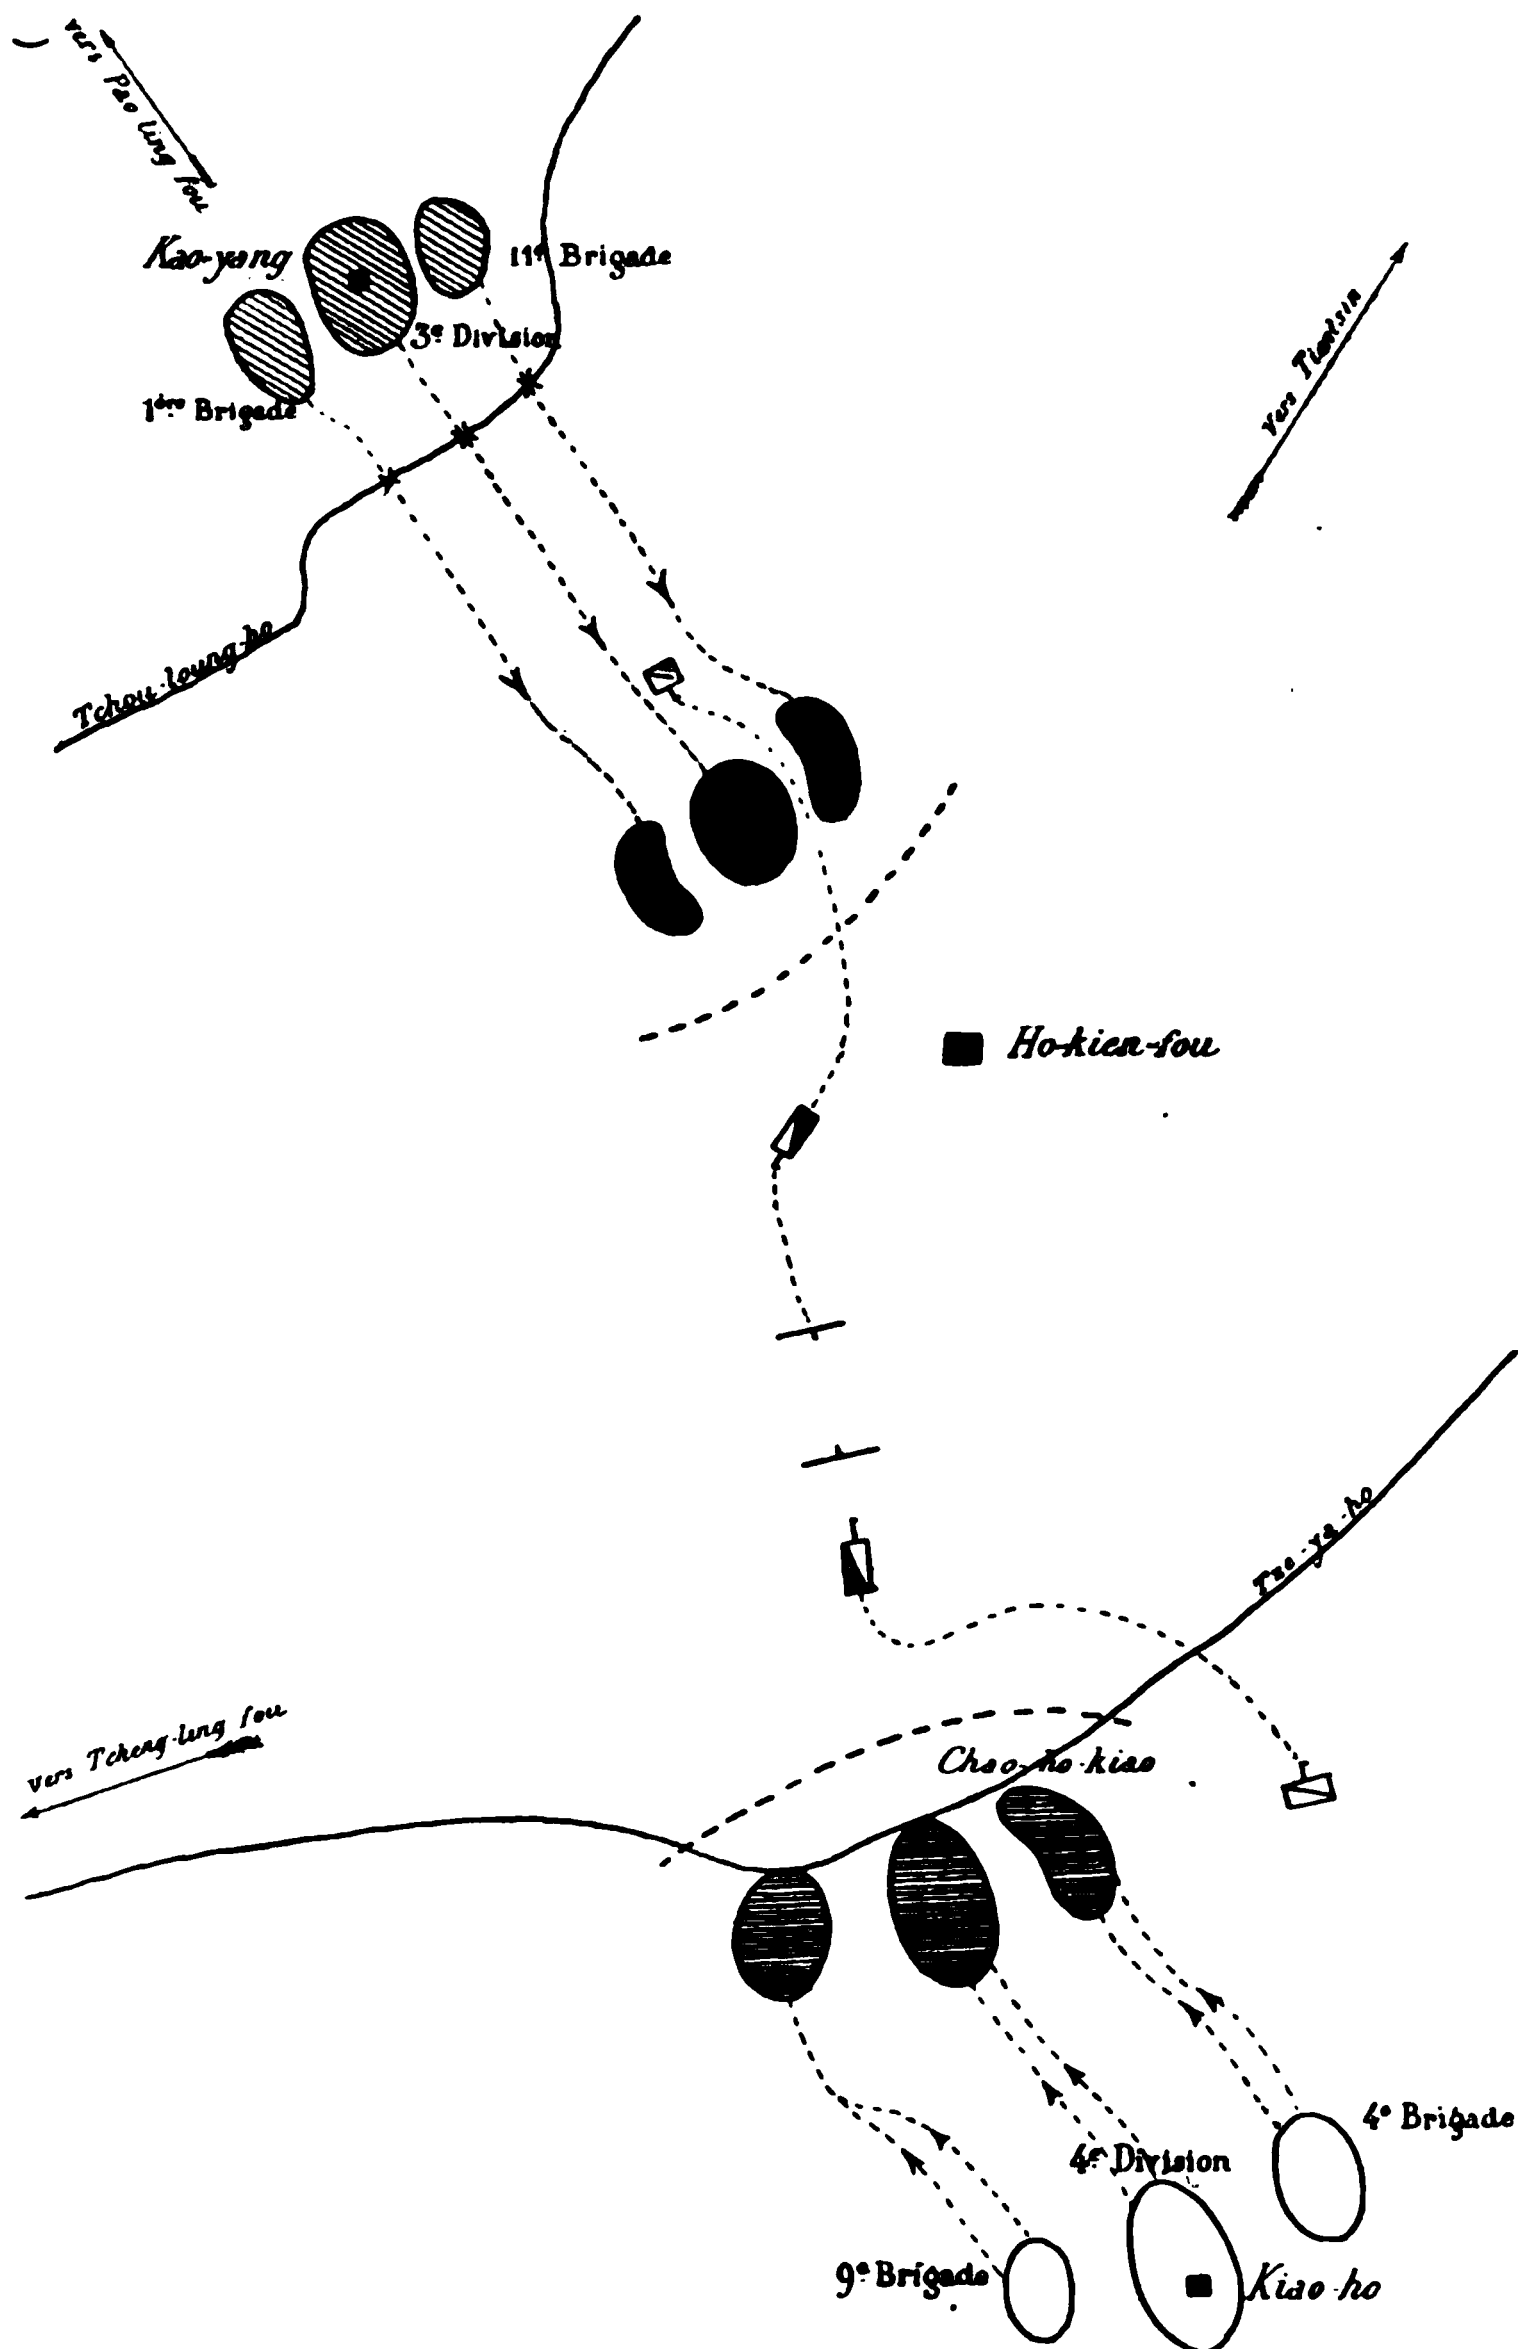 vers Pao ling fou
Kao-yang
11e Brigade
3e Division
1ère Brigade
vers Tientsin
Tchou-loung-ho
Ho-kien-fou
Tse-ya-ho
vers Tcheng-ling fou
Chao-ho-kiao
4e Brigade
4e Division
9e Brigade
Kiao-ho